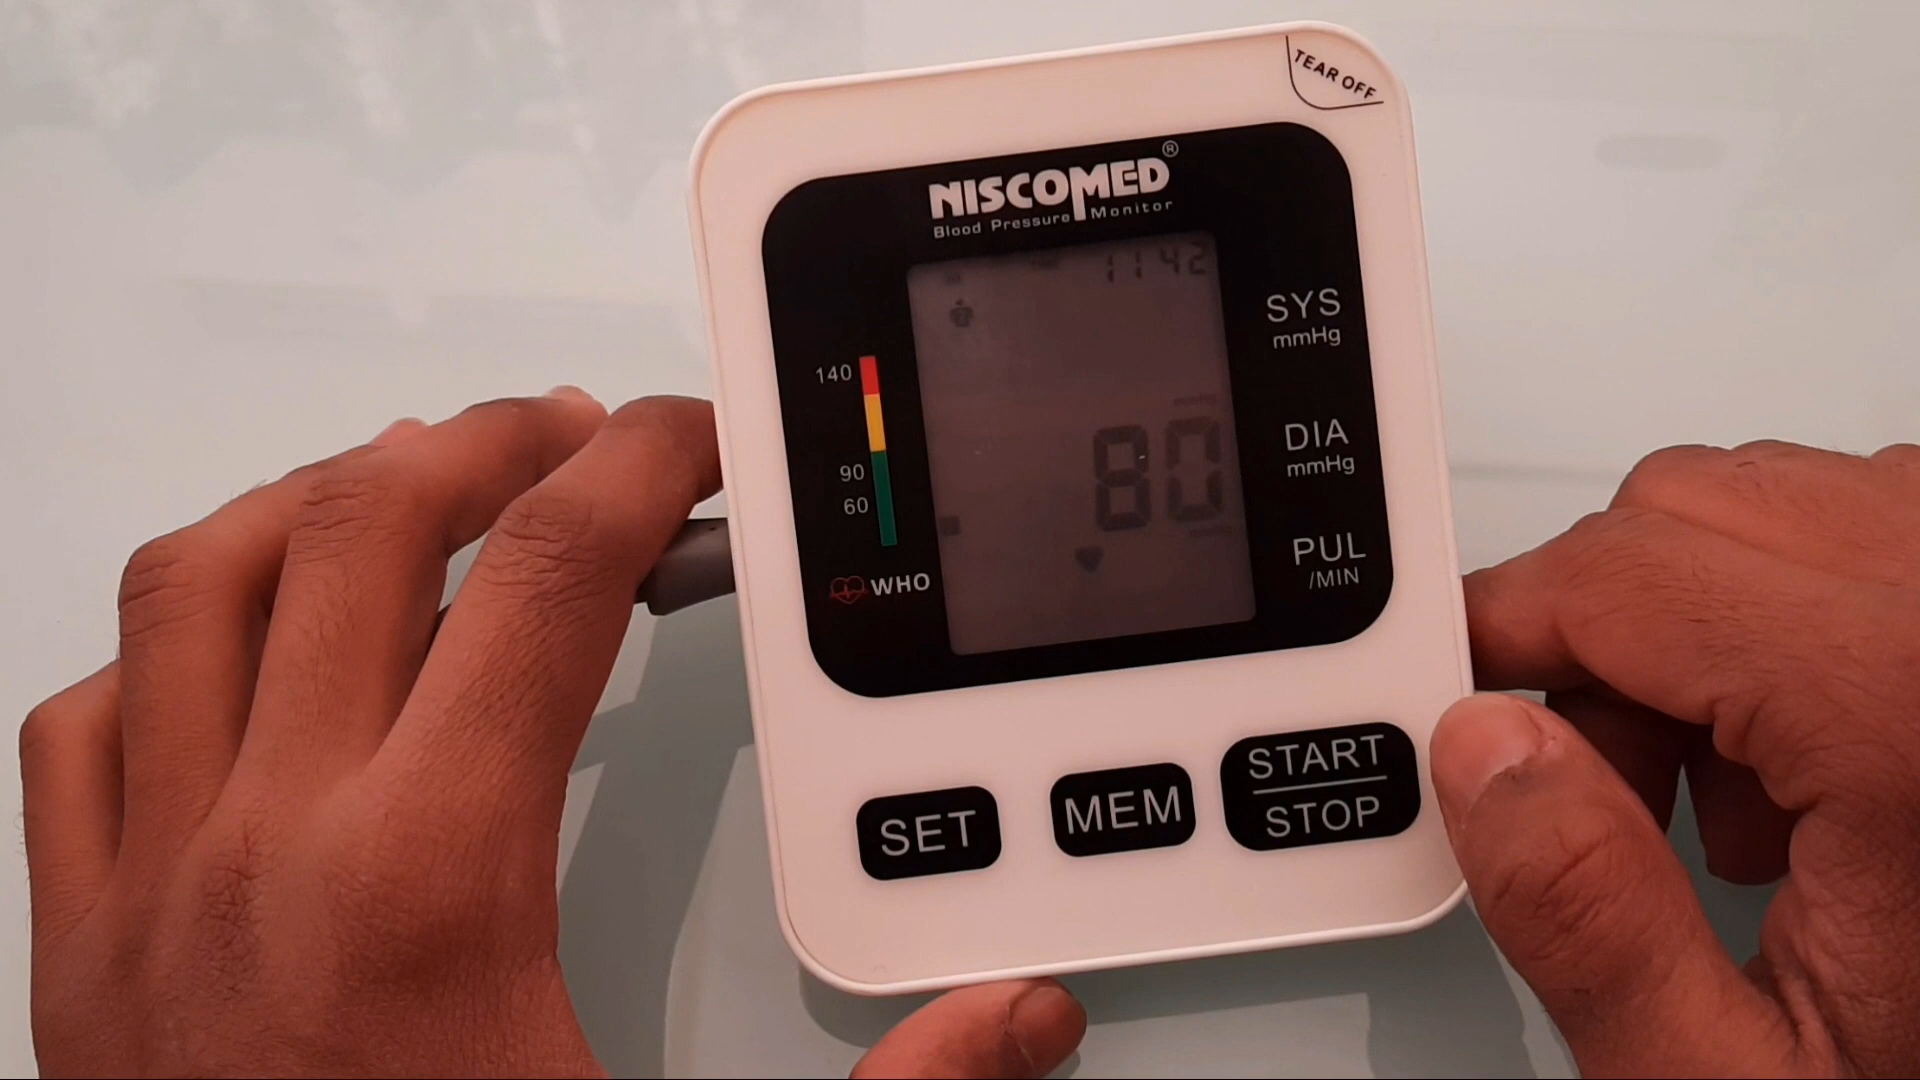 TEAR OFF
NISCOMED®
Blood Pressure Monitor
11 42
SYS
mmHg
140
80
DIA
mmHg
90
60
PUL
/MIN
WHO
SET
MEM
START
STOP